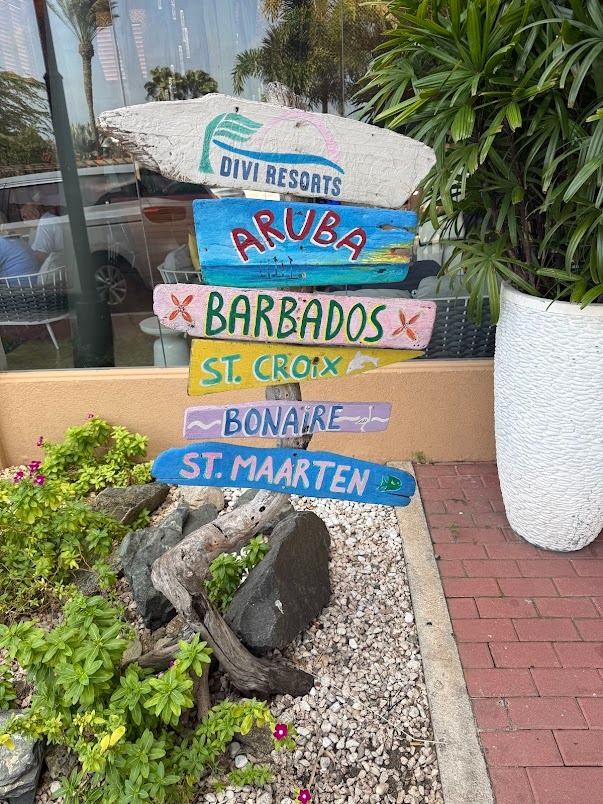 DIVI RESORTS
ARUBA
BARBADOS
ST. CROIX
BONAIRE
ST. MAARTEN